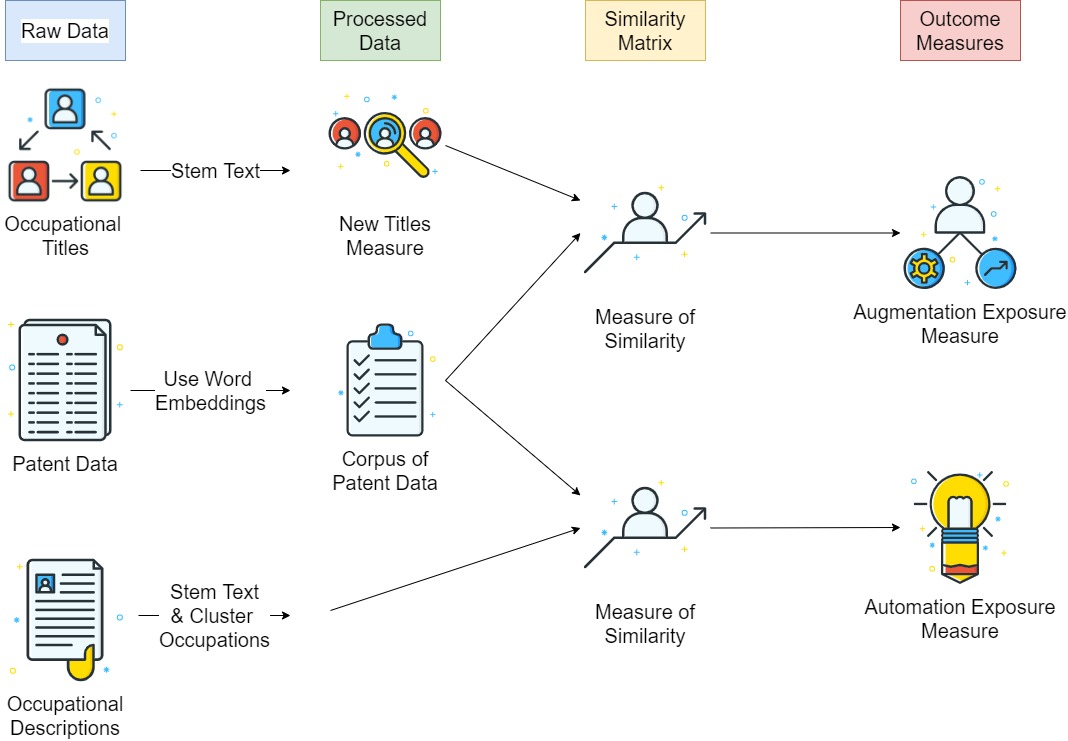 Raw Data
Processed
Data
Similarity
Matrix
Outcome
Measures
Occupational
Titles
Stem Text
New Titles
Measure
Measure of
Similarity
Augmentation Exposure
Measure
Patent Data
Use Word
Embeddings
Corpus of
Patent Data
Occupational
Descriptions
Stem Text
& Cluster
Occupations
Measure of
Similarity
Automation Exposure
Measure